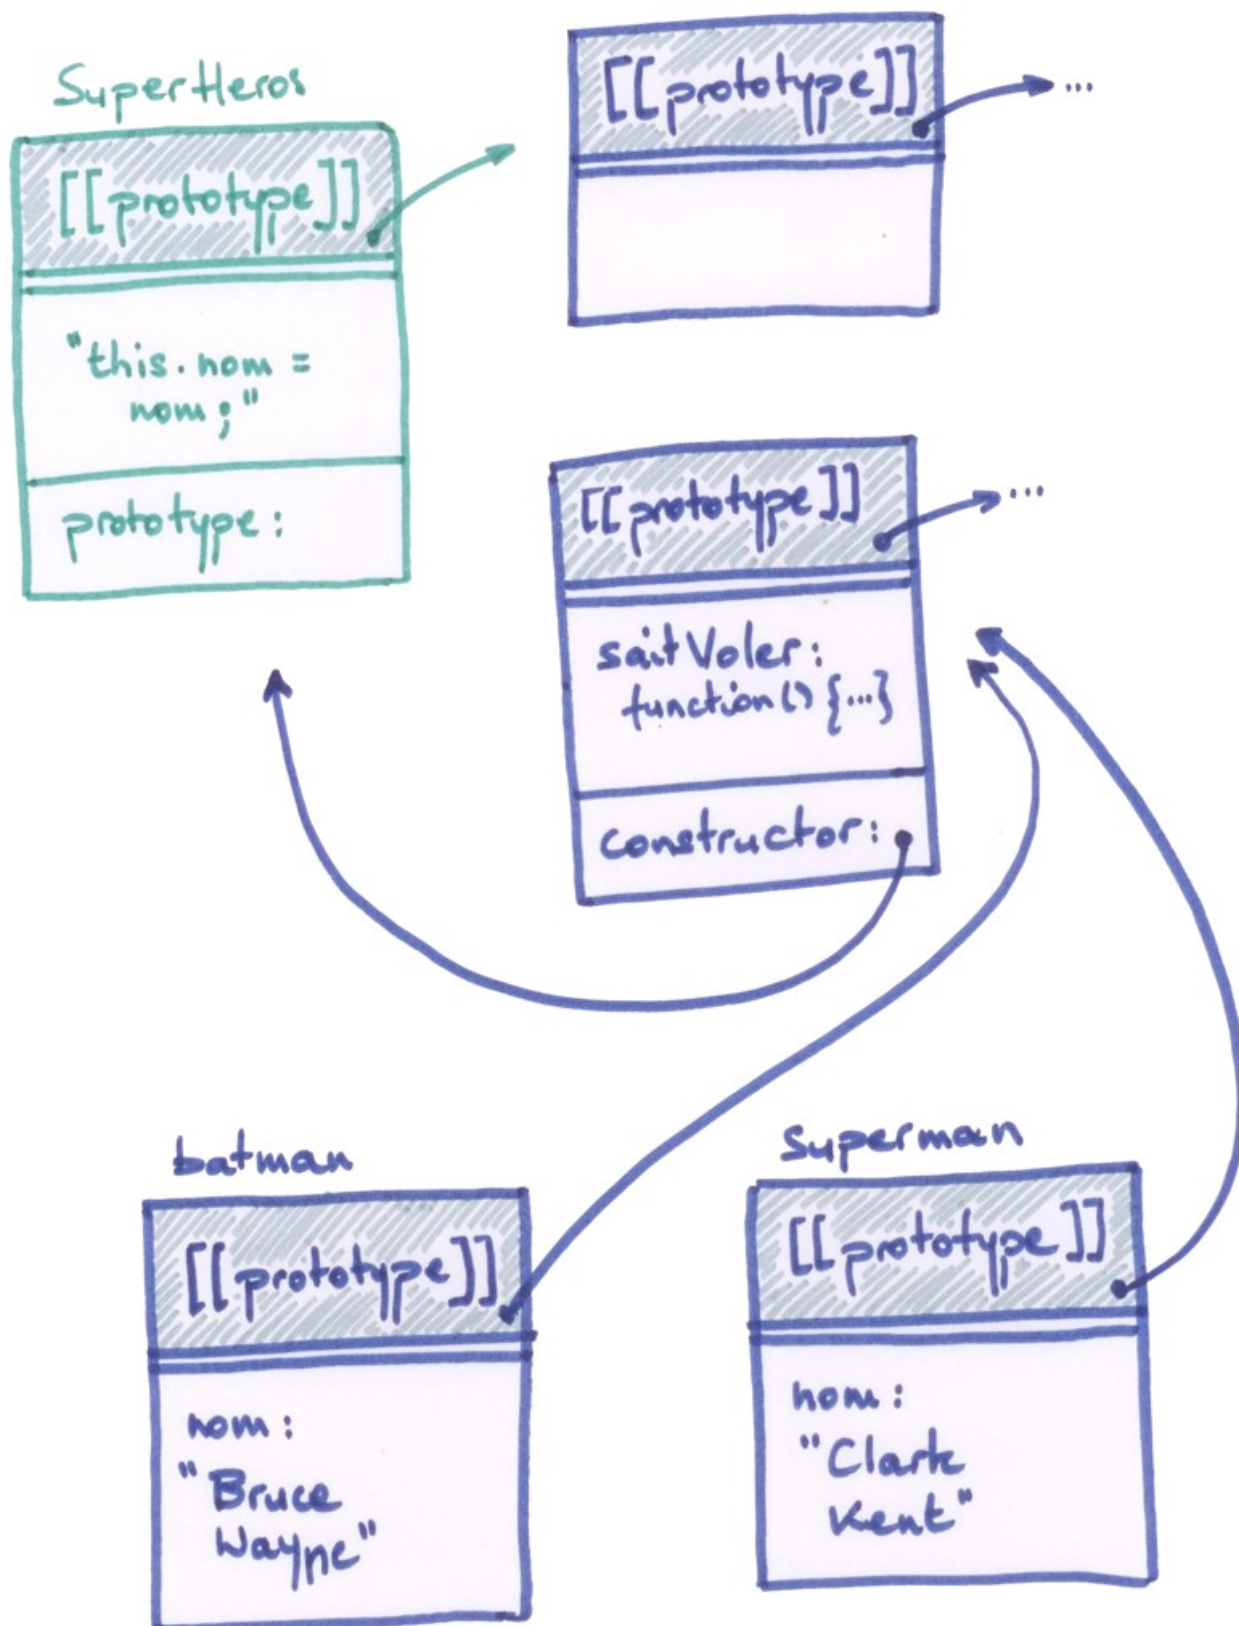 SuperHeros
[[prototype]]
"this.nom =
nom;"
prototype:
[[prototype]]
...
[[prototype]]
...
saitVoler:
function() {...}
constructor:
batman
[[prototype]]
nom:
"Bruce
Wayne"
superman
[[prototype]]
nom:
"Clark
Kent"